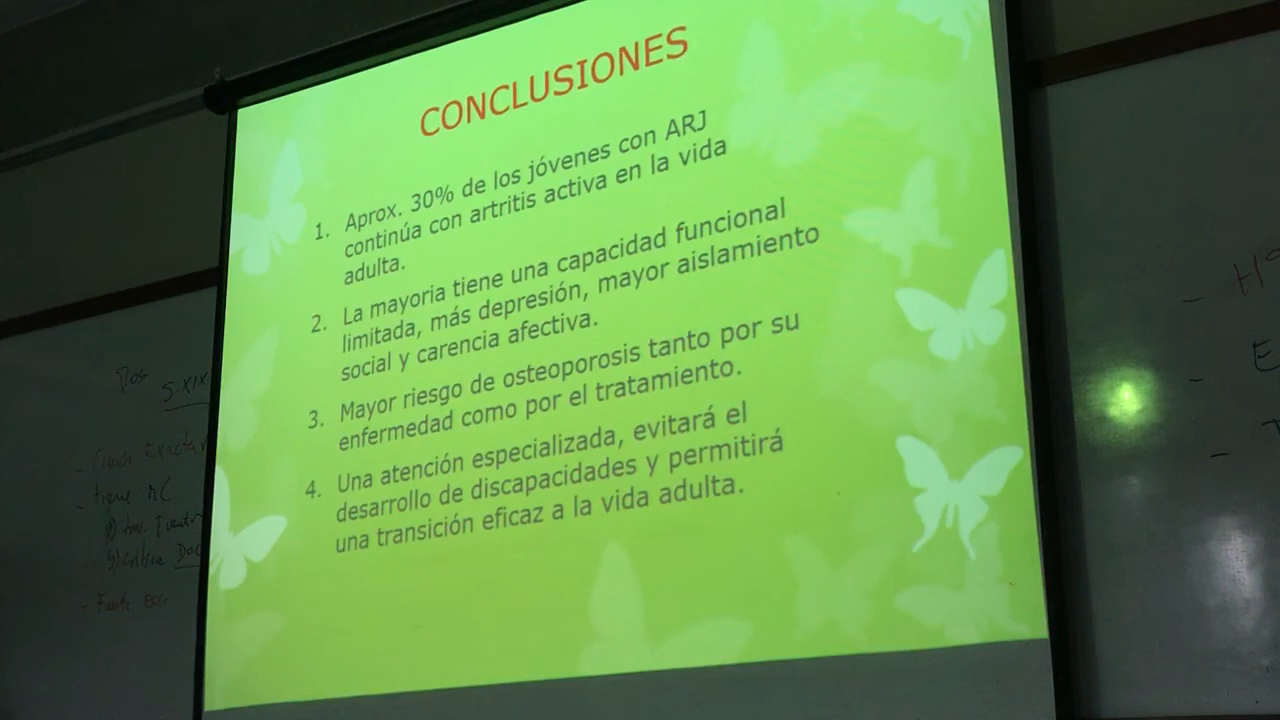 CONCLUSIONES
1. Aprox. 30% de los jóvenes con ARJ
continúa con artritis activa en la vida
adulta.
2. La mayoria tiene una capacidad funcional
limitada, más depresión, mayor aislamiento
social y carencia afectiva.
3. Mayor riesgo de osteoporosis tanto por su
enfermedad como por el tratamiento.
4. Una atención especializada, evitará el
desarrollo de discapacidades y permitirá
una transición eficaz a la vida adulta.
S. XIX